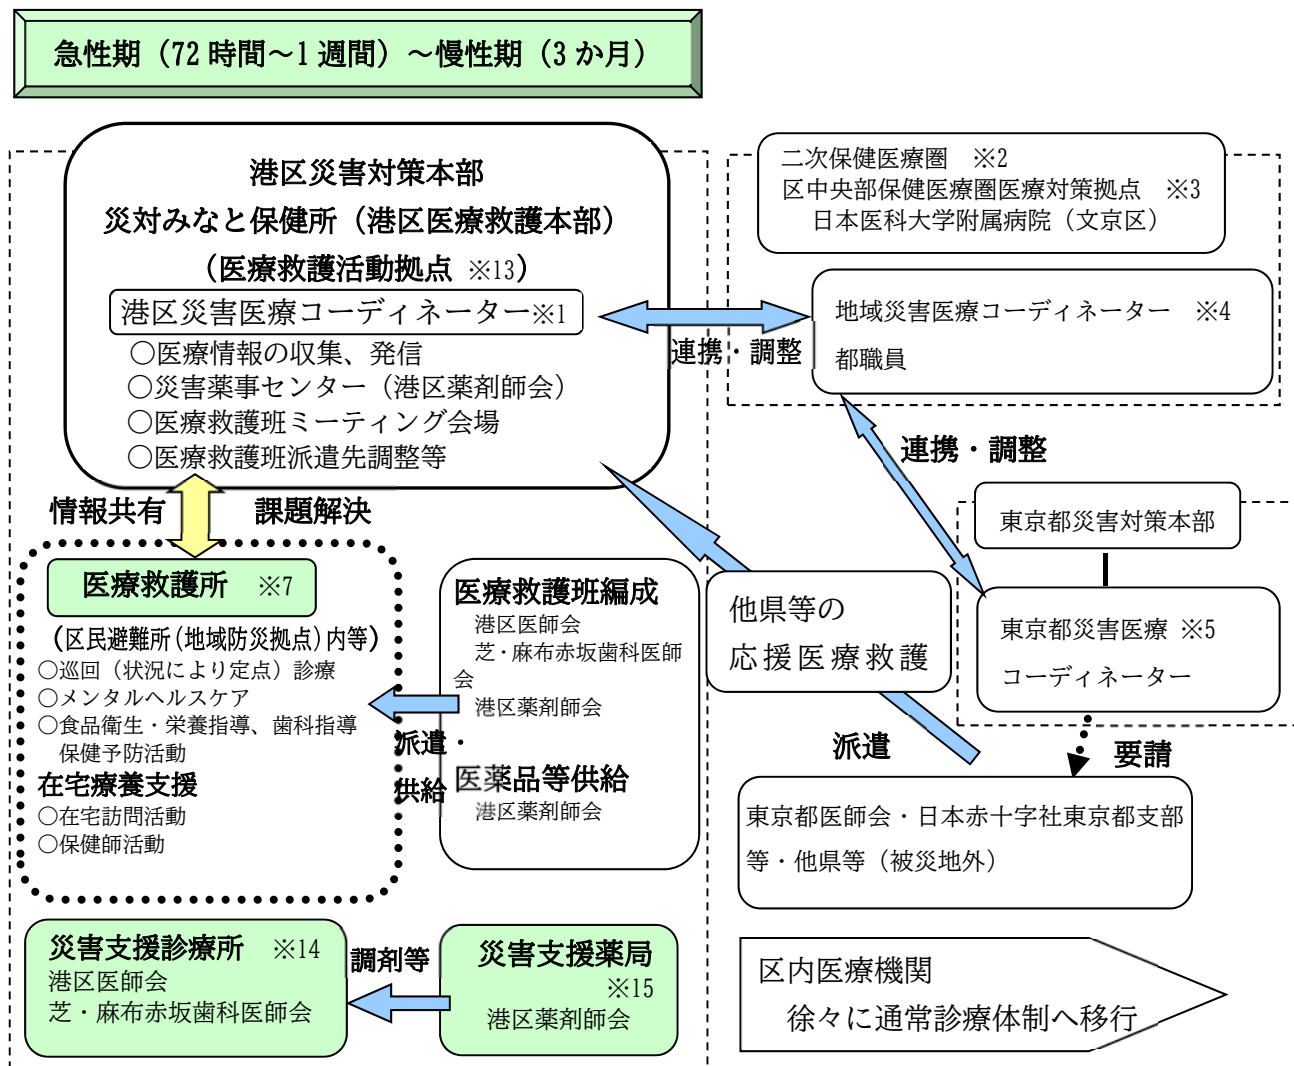 急性期（72時間～1週間）～慢性期（3か月）
港区災害対策本部
災対みなと保健所（港区医療救護本部）
（医療救護活動拠点 ※13）
港区災害医療コーディネーター※1
○医療情報の収集、発信
○災害薬事センター（港区薬剤師会）
○医療救護班ミーティング会場
○医療救護班派遣先調整等
二次保健医療圏 ※2
区中央部保健医療圏医療対策拠点 ※3
日本医科大学附属病院（文京区）
地域災害医療コーディネーター ※4
都職員
連携・調整
連携・調整
東京都災害対策本部
東京都災害医療 ※5
コーディネーター
情報共有
課題解決
医療救護所 ※7
（区民避難所(地域防災拠点)内等）
○巡回（状況により定点）診療
○メンタルヘルスケア
○食品衛生・栄養指導、歯科指導
保健予防活動
在宅療養支援
○在宅訪問活動
○保健師活動
派遣・
供給
医療救護班編成
港区医師会
芝・麻布赤坂歯科医師
会
港区薬剤師会
医薬品等供給
港区薬剤師会
他県等の
応援医療救護
派遣
要請
東京都医師会・日本赤十字社東京都支部
等・他県等（被災地外）
災害支援診療所 ※14
港区医師会
芝・麻布赤坂歯科医師会
調剤等
災害支援薬局
※15
港区薬剤師会
区内医療機関
徐々に通常診療体制へ移行